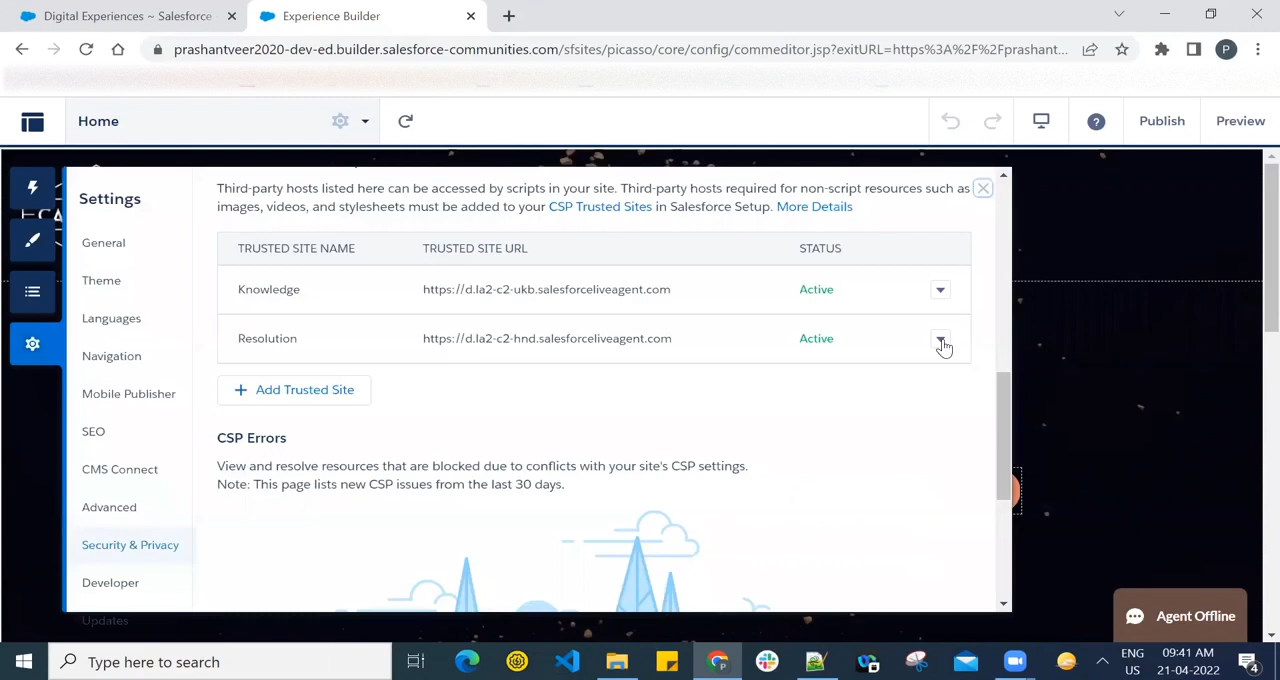 Digital Experiences ~ Salesforce
Experience Builder
prashantveer2020-dev-ed.builder.salesforce-communities.com/sfsites/picasso/core/config/commeditor.jsp?exitURL=https%3A%2F%2Fprashant...
P
Home
Publish
Preview
Settings
General
Theme
Languages
Navigation
Mobile Publisher
SEO
CMS Connect
Advanced
Security & Privacy
Developer
Updates
Third-party hosts listed here can be accessed by scripts in your site. Third-party hosts required for non-script resources such as
images, videos, and stylesheets must be added to your CSP Trusted Sites in Salesforce Setup. More Details
TRUSTED SITE NAME TRUSTED SITE URL STATUS
Knowledge https://d.la2-c2-ukb.salesforceliveagent.com Active
Resolution https://d.la2-c2-hnd.salesforceliveagent.com Active
+ Add Trusted Site
CSP Errors
View and resolve resources that are blocked due to conflicts with your site's CSP settings.
Note: This page lists new CSP issues from the last 30 days.
Agent Offline
Type here to search
ENG
US
09:41 AM
21-04-2022
4